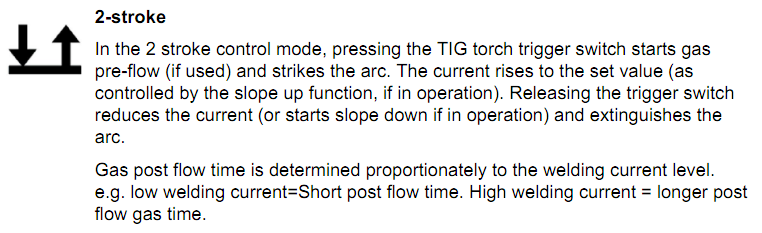 2-stroke
In the 2 stroke control mode, pressing the TIG torch trigger switch starts gas
pre-flow (if used) and strikes the arc. The current rises to the set value (as
controlled by the slope up function, if in operation). Releasing the trigger switch
reduces the current (or starts slope down if in operation) and extinguishes the
arc.
Gas post flow time is determined proportionately to the welding current level.
e.g. low welding current=Short post flow time. High welding current = longer post
flow gas time.